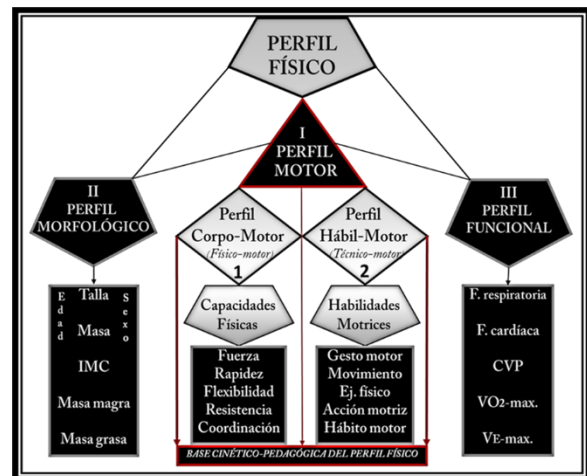 PERFIL
FÍSICO
I
PERFIL
MOTOR
II
PERFIL
MORFOLÓGICO
Perfil
Corpo-Motor
(Físico-motor)
1
Perfil
Hábil-Motor
(Técnico-motor)
2
III
PERFIL
FUNCIONAL
Edad
Talla
Masa
IMC
Masa magra
Masa grasa
Sexo
Capacidades
Físicas
Habilidades
Motrices
Fuerza
Rapidez
Flexibilidad
Resistencia
Coordinación
Gesto motor
Movimiento
Ej. físico
Acción motriz
Hábito motor
F. respiratoria
F. cardíaca
CVP
VO2-max.
VE-max.
BASE CINÉTICO-PEDAGÓGICA DEL PERFIL FÍSICO